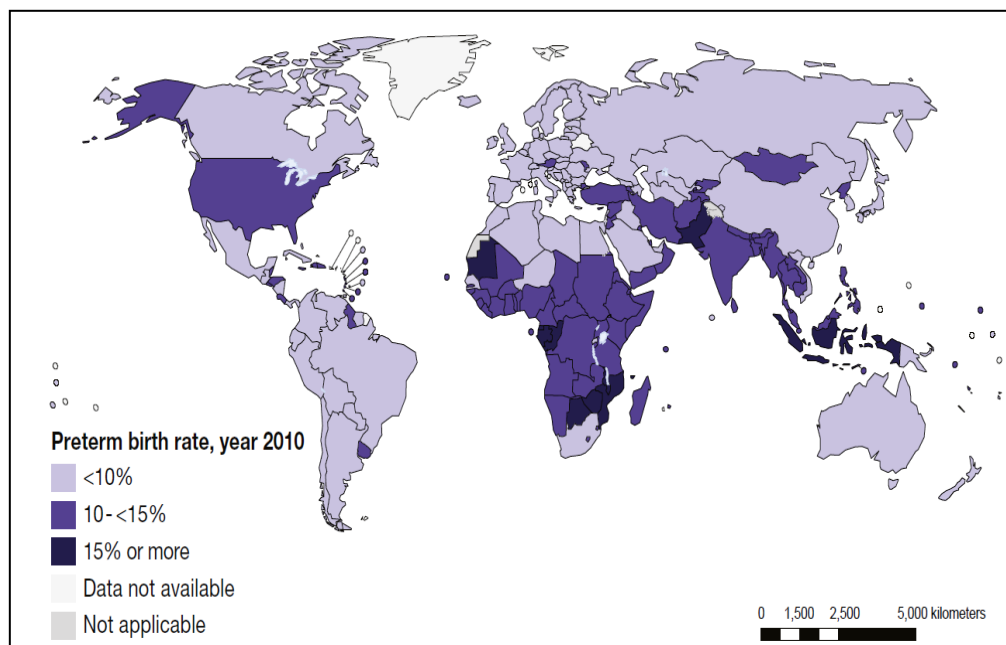 Preterm birth rate, year 2010
<10%
10-<15%
15% or more
Data not available
Not applicable
0 1,500 2,500 5,000 kilometers